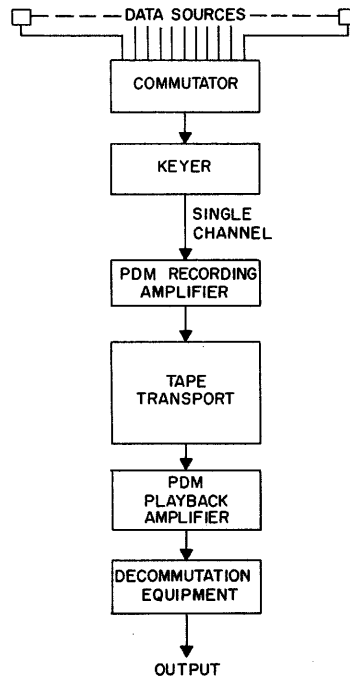 DATA SOURCES
COMMUTATOR
KEYER
SINGLE
CHANNEL
PDM RECORDING
AMPLIFIER
TAPE
TRANSPORT
PDM
PLAYBACK
AMPLIFIER
DECOMMUTATION
EQUIPMENT
OUTPUT